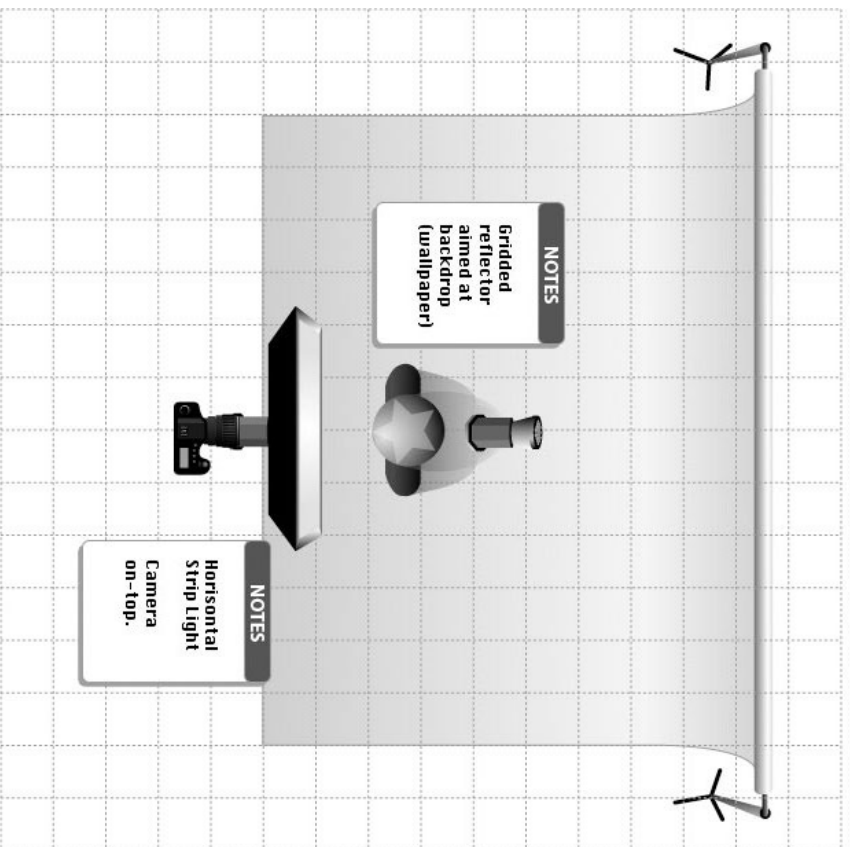 NOTES
Gridded
reflector
aimed at
backdrop
(wallpaper)
NOTES
Horisontal
Strip Light
Camera
on-top.